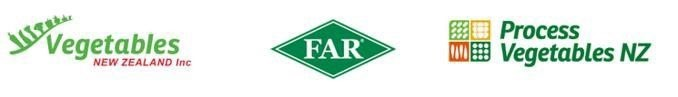 Vegetables
NEW ZEALAND Inc
FAR®
Process
Vegetables NZ